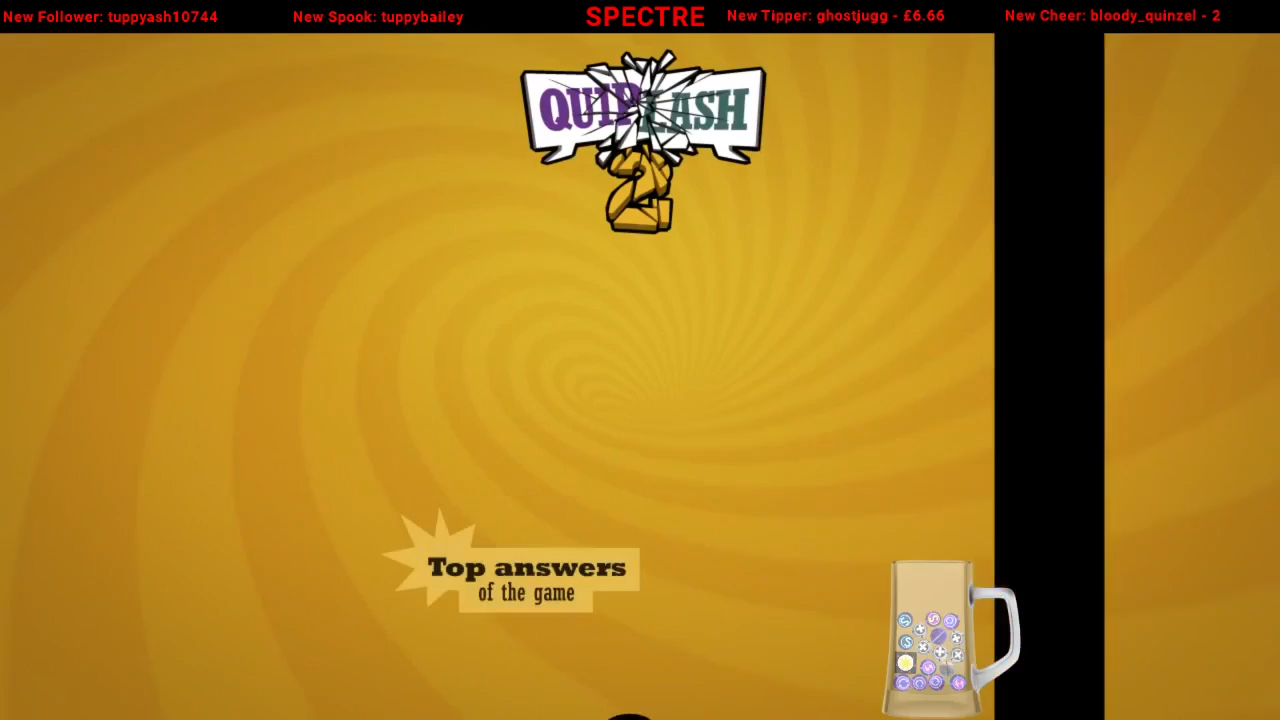 New Follower: tuppyash10744
New Spook: tuppybailey
SPECTRE
New Tipper: ghostjugg - £6.66
New Cheer: bloody_quinzel - 2
QUIPLASH
2
Top answers
of the game